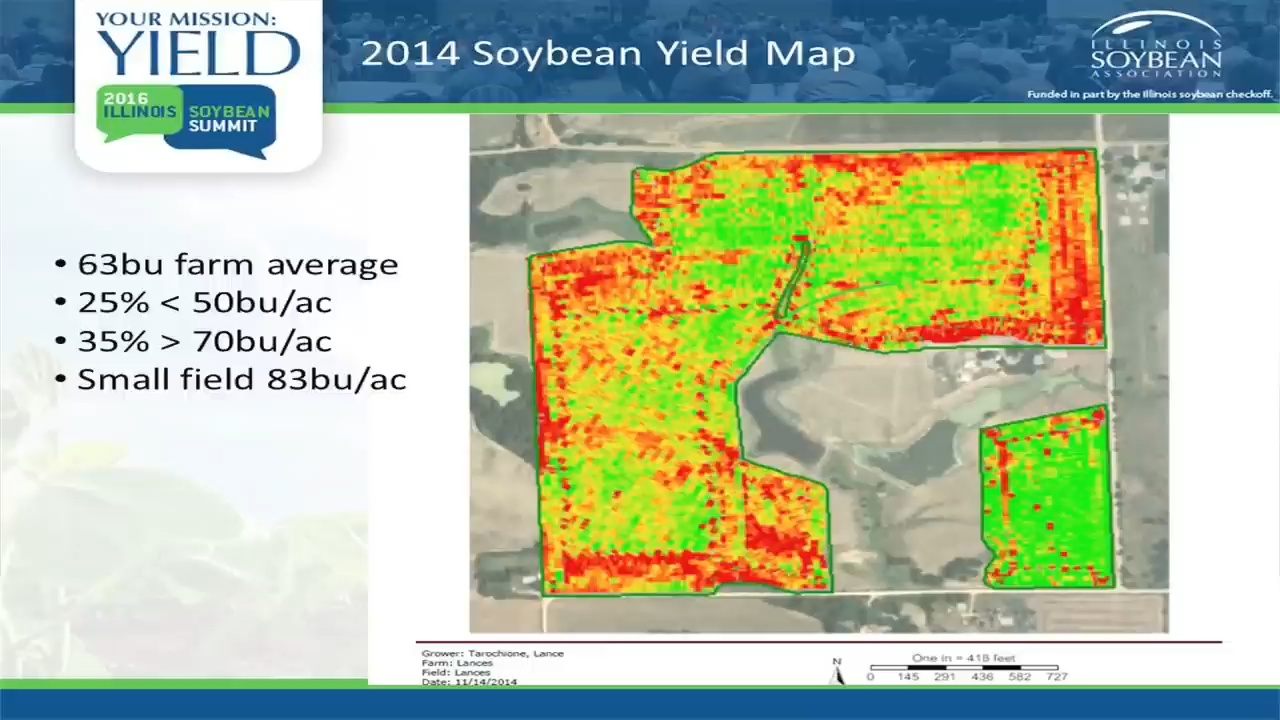 YOUR MISSION:
YIELD
2016
ILLINOIS SOYBEAN
SUMMIT
2014 Soybean Yield Map
ILLINOIS
SOYBEAN
ASSOCIATION
Funded in part by the Illinois soybean checkoff.
• 63bu farm average
• 25% < 50bu/ac
• 35% > 70bu/ac
• Small field 83bu/ac
Grower: Tarochione, Lance
Farm: Lances
Field: Lances
Date: 11/14/2014
N
One in = 418 feet
0 145 291 436 582 727